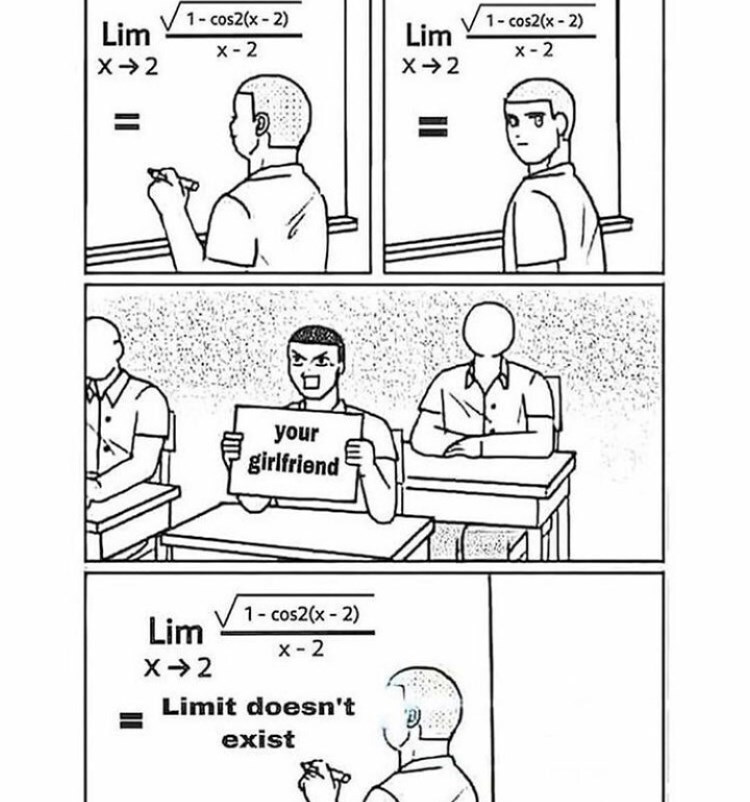 Lim √1 - cos2(x - 2)
x → 2 x - 2
=
Lim √1 - cos2(x - 2)
x → 2 x - 2
=
your
girlfriend
Lim √1 - cos2(x - 2)
x → 2 x - 2
= Limit doesn't
exist